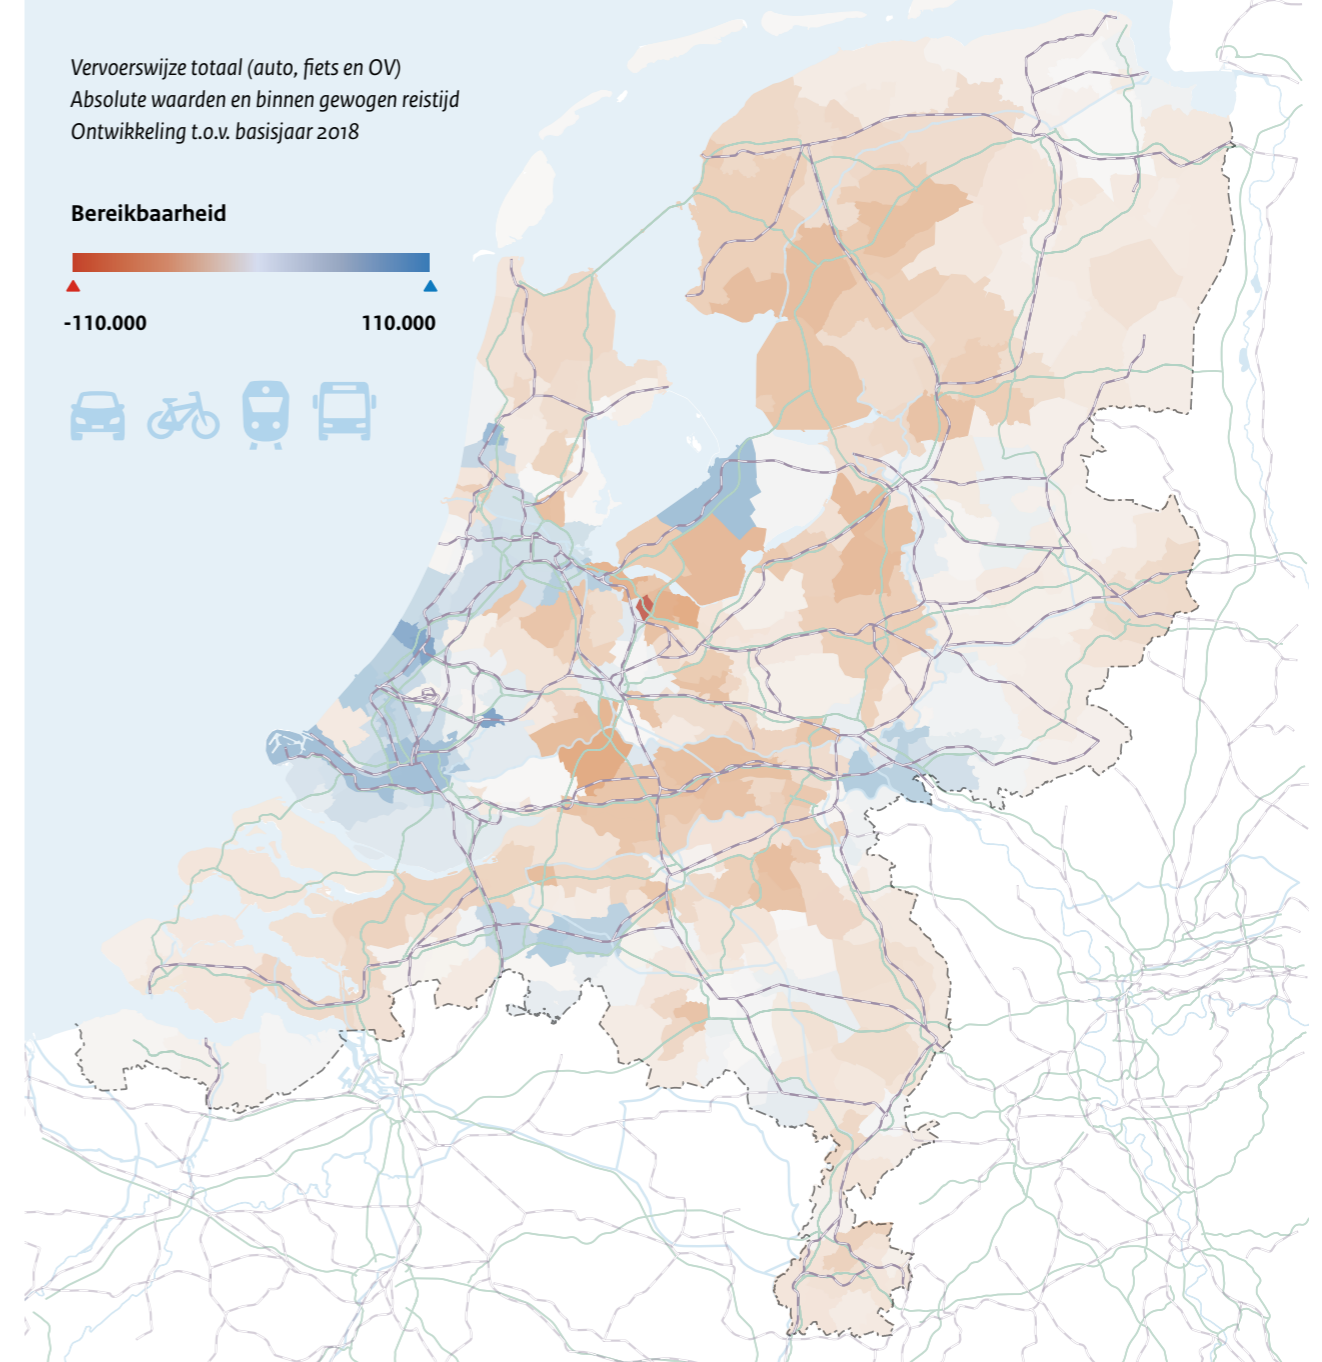 Vervoerswijze totaal (auto, fiets en OV)
Absolute waarden en binnen gewogen reistijd
Ontwikkeling t.o.v. basisjaar 2018
Bereikbaarheid
-110.000 110.000